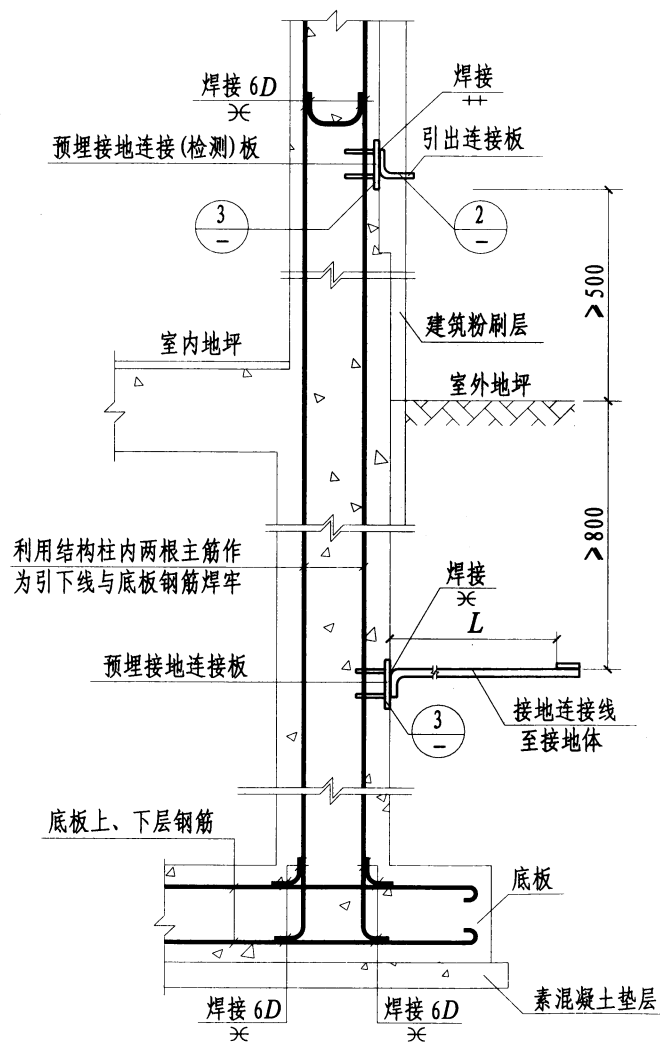 焊接 6D
焊接
预埋接地连接(检测)板
引出连接板
3
—
2
—
≥500
建筑粉刷层
室内地坪
室外地坪
≥800
利用结构柱内两根主筋作
为引下线与底板钢筋焊牢
焊接
L
预埋接地连接板
3
—
接地连接线
至接地体
底板上、下层钢筋
底板
素混凝土垫层
焊接 6D
焊接 6D